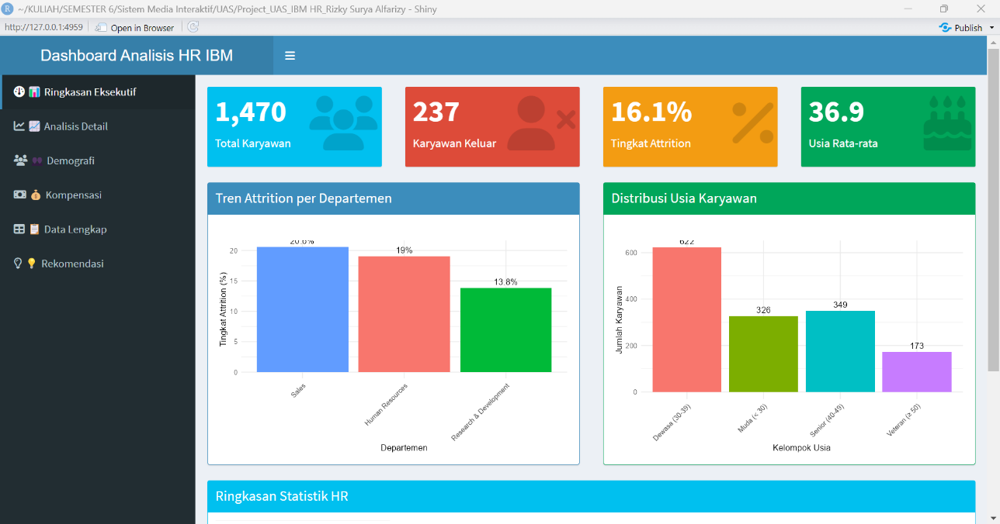 ~/KULIAH/SEMESTER 6/Sistem Media Interaktif/UAS/Project_UAS_IBM HR_Rizky Surya Alfarizy - Shiny
http://127.0.0.1:4959
Open in Browser
Publish
Dashboard Analisis HR IBM
Ringkasan Eksekutif
Analisis Detail
Demografi
Kompensasi
Data Lengkap
Rekomendasi
1,470
Total Karyawan
237
Karyawan Keluar
16.1%
Tingkat Attrition
36.9
Usia Rata-rata
Tren Attrition per Departemen
20.6%
19%
13.8%
20
15
10
5
0
Tingkat Attrition (%)
Sales
Human Resources
Research & Development
Departemen
Distribusi Usia Karyawan
622
326
349
173
600
400
200
0
Jumlah Karyawan
Dewasa (30-39)
Muda (< 30)
Senior (40-49)
Veteran (≥ 50)
Kelompok Usia
Ringkasan Statistik HR